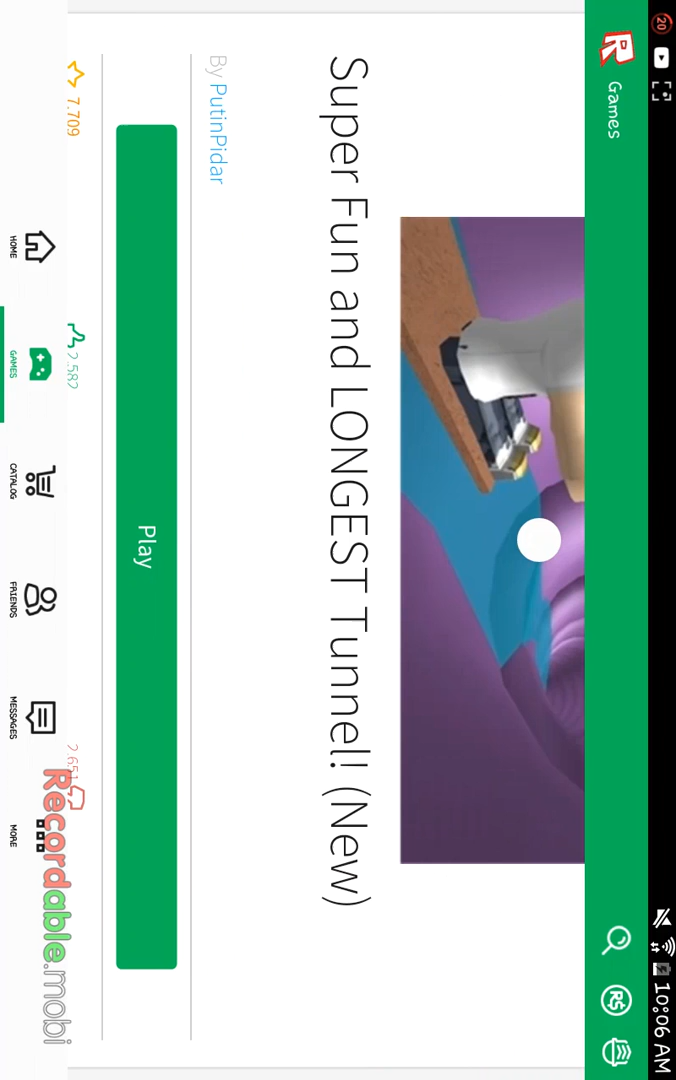 20
10:06 AM
Games
R$
Super Fun and LONGEST Tunnel! (New)
By PutinPidar
Play
7.709
2.582
2.651
HOME
GAMES
CATALOG
FRIENDS
MESSAGES
MORE
Recordable.mobi